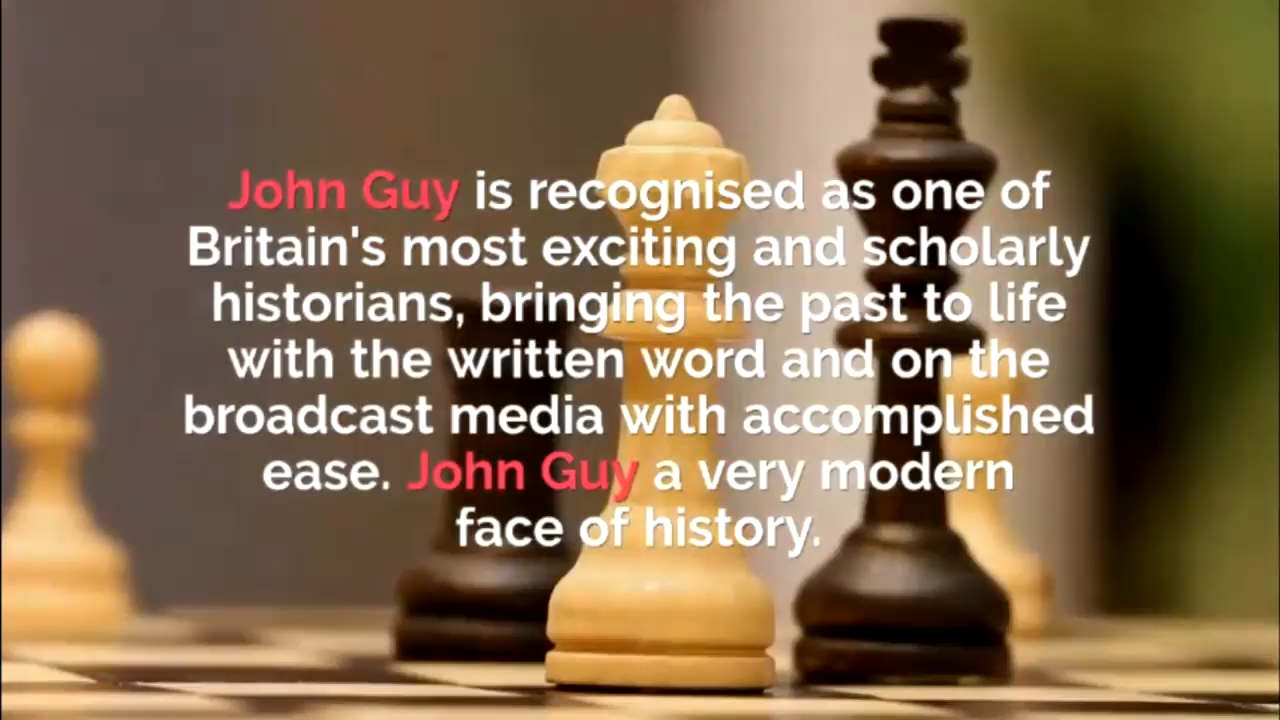 John Guy is recognised as one of
Britain's most exciting and scholarly
historians, bringing the past to life
with the written word and on the
broadcast media with accomplished
ease. John Guy a very modern
face of history.